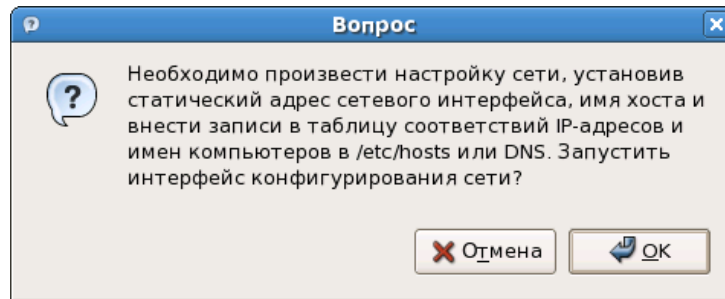 Вопрос
Необходимо произвести настройку сети, установив
статический адрес сетевого интерфейса, имя хоста и
внести записи в таблицу соответствий IP-адресов и
имен компьютеров в /etc/hosts или DNS. Запустить
интерфейс конфигурирования сети?
Отмена
OK